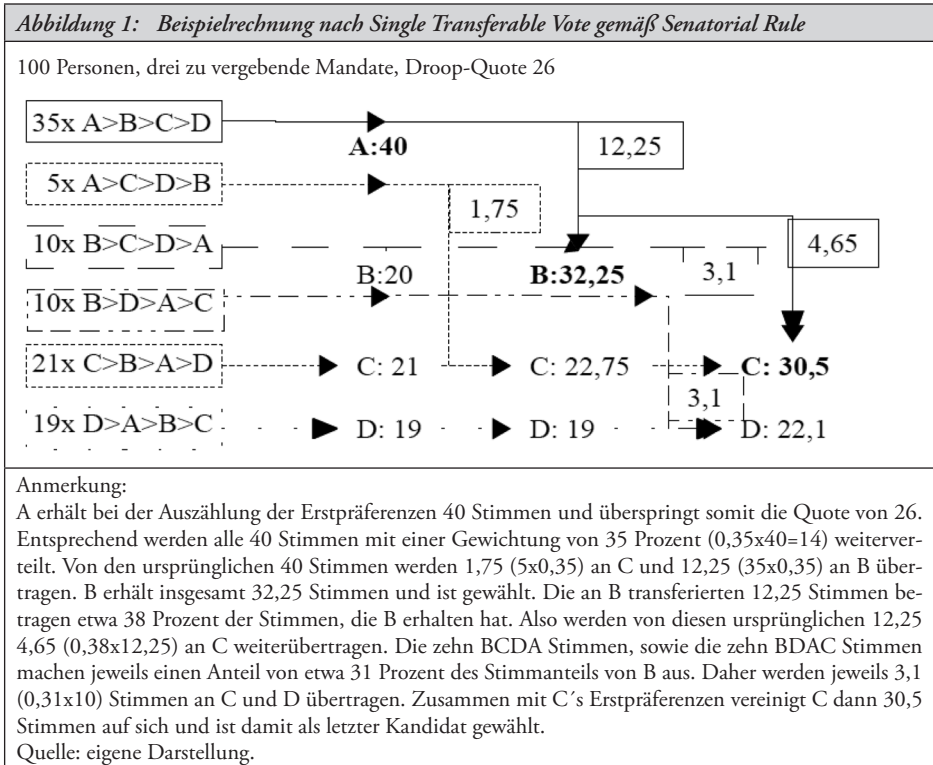 Abbildung 1: Beispielrechnung nach Single Transferable Vote gemäß Senatorial Rule
100 Personen, drei zu vergebende Mandate, Droop-Quote 26
35x A>B>C>D
A:40
12,25
5x A>C>D>B
1,75
10x B>C>D>A
4,65
B:20
B:32,25
3,1
10x B>D>A>C
21x C>B>A>D
C: 21
C: 22,75
C: 30,5
3,1
19x D>A>B>C
D: 19
D: 19
D: 22,1
Anmerkung:
A erhält bei der Auszählung der Erstpräferenzen 40 Stimmen und überspringt somit die Quote von 26.
Entsprechend werden alle 40 Stimmen mit einer Gewichtung von 35 Prozent (0,35x40=14) weiterver-
teilt. Von den ursprünglichen 40 Stimmen werden 1,75 (5x0,35) an C und 12,25 (35x0,35) an B über-
tragen. B erhält insgesamt 32,25 Stimmen und ist gewählt. Die an B transferierten 12,25 Stimmen be-
tragen etwa 38 Prozent der Stimmen, die B erhalten hat. Also werden von diesen ursprünglichen 12,25
4,65 (0,38x12,25) an C weiterübertragen. Die zehn BCDA Stimmen, sowie die zehn BDAC Stimmen
machen jeweils einen Anteil von etwa 31 Prozent des Stimmanteils von B aus. Daher werden jeweils 3,1
(0,31x10) Stimmen an C und D übertragen. Zusammen mit C´s Erstpräferenzen vereinigt C dann 30,5
Stimmen auf sich und ist damit als letzter Kandidat gewählt.
Quelle: eigene Darstellung.